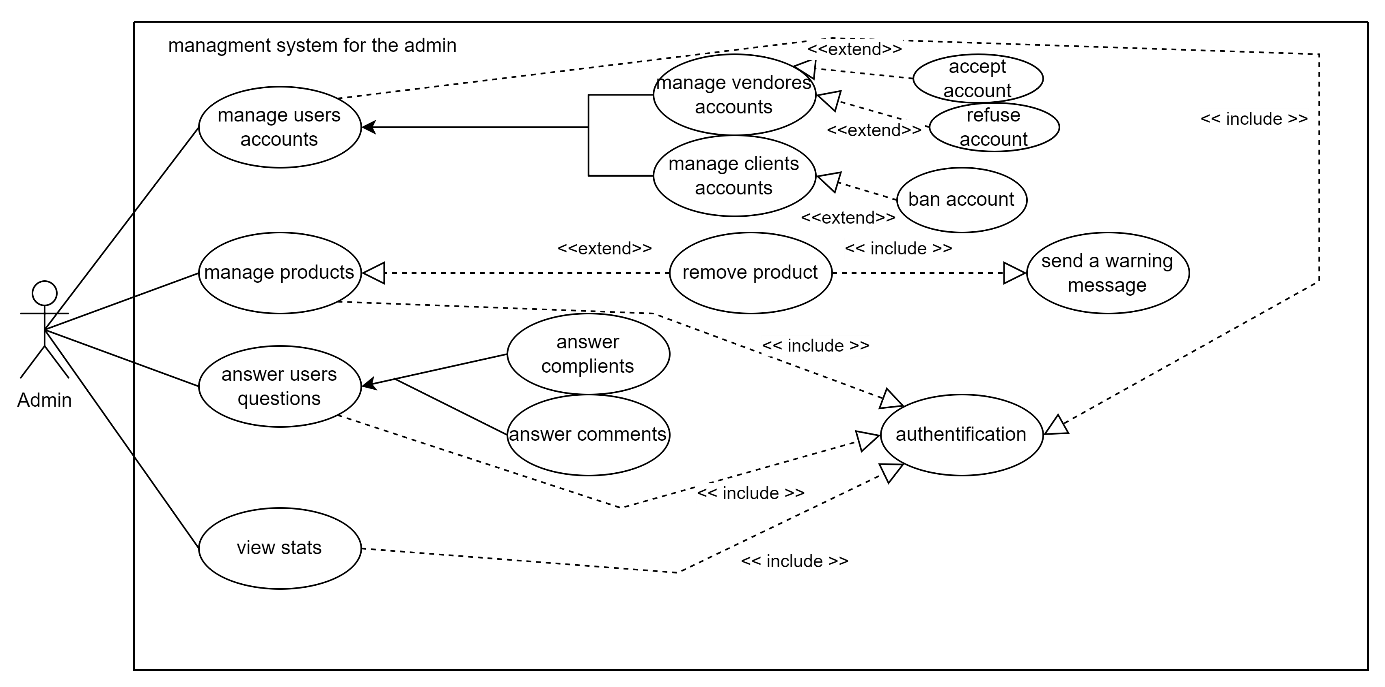 managment system for the admin
<<extend>>
manage users
accounts
manage vendores
accounts
accept
account
<<extend>>
refuse
account
<< include >>
manage clients
accounts
ban account
<<extend>>
manage products
<<extend>>
remove product
<< include >>
send a warning
message
Admin
answer users
questions
answer
complients
<< include >>
answer comments
authentification
<< include >>
view stats
<< include >>